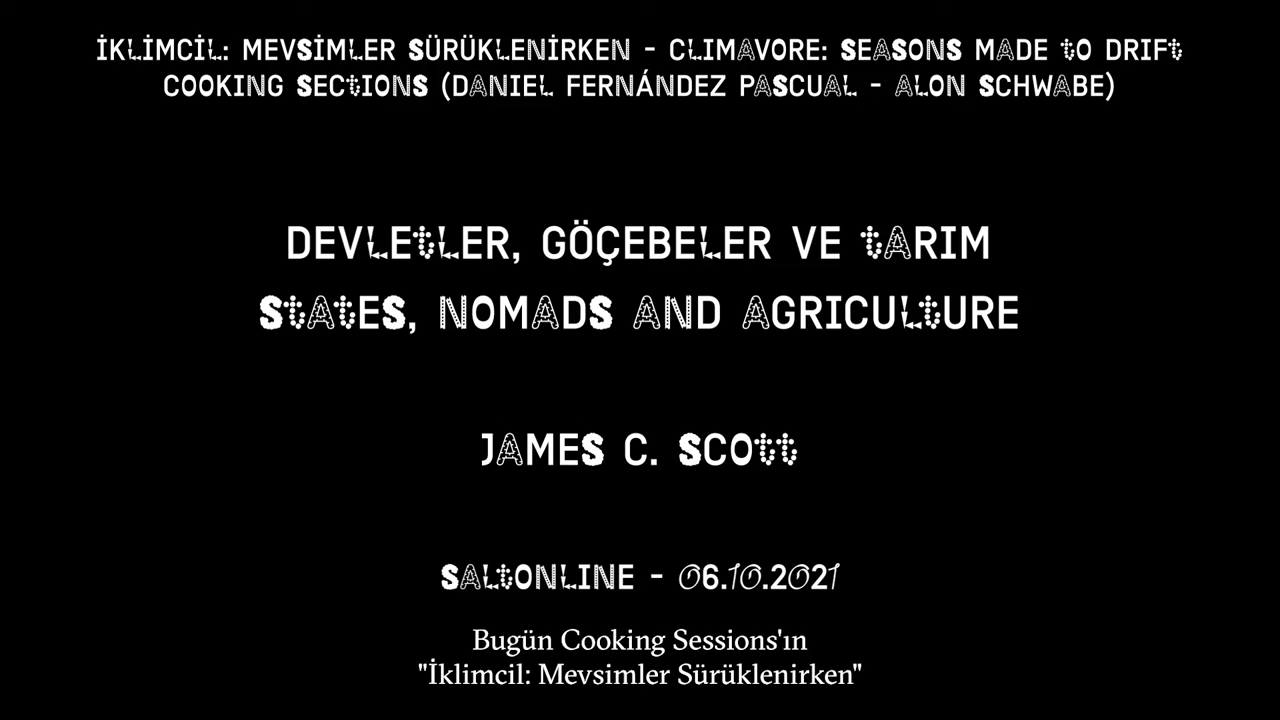 İKLİMCİL: MEVSİMLER SÜRÜKLENİRKEN - CLIMAVORE: SEASONS MADE tO DRIFt
COOKING SECtIONS (DANIEL FERNÁNDEZ PASCUAL - ALON SCHWABE)
DEVLEtLER, GÖÇEBELER VE tARIM
StAtES, NOMADS AND AGRICULtURE
JAMES C. SCOtt
SALtONLINE - 06.10.2021
Bugün Cooking Sessions'ın
"İklimcil: Mevsimler Sürüklenirken"